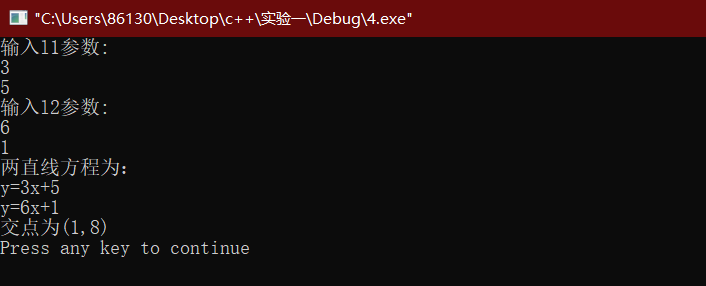 "C:\Users\86130\Desktop\c++\实验一\Debug\4.exe"
输入l1参数:
3
5
输入l2参数:
6
1
两直线方程为:
y=3x+5
y=6x+1
交点为(1,8)
Press any key to continue